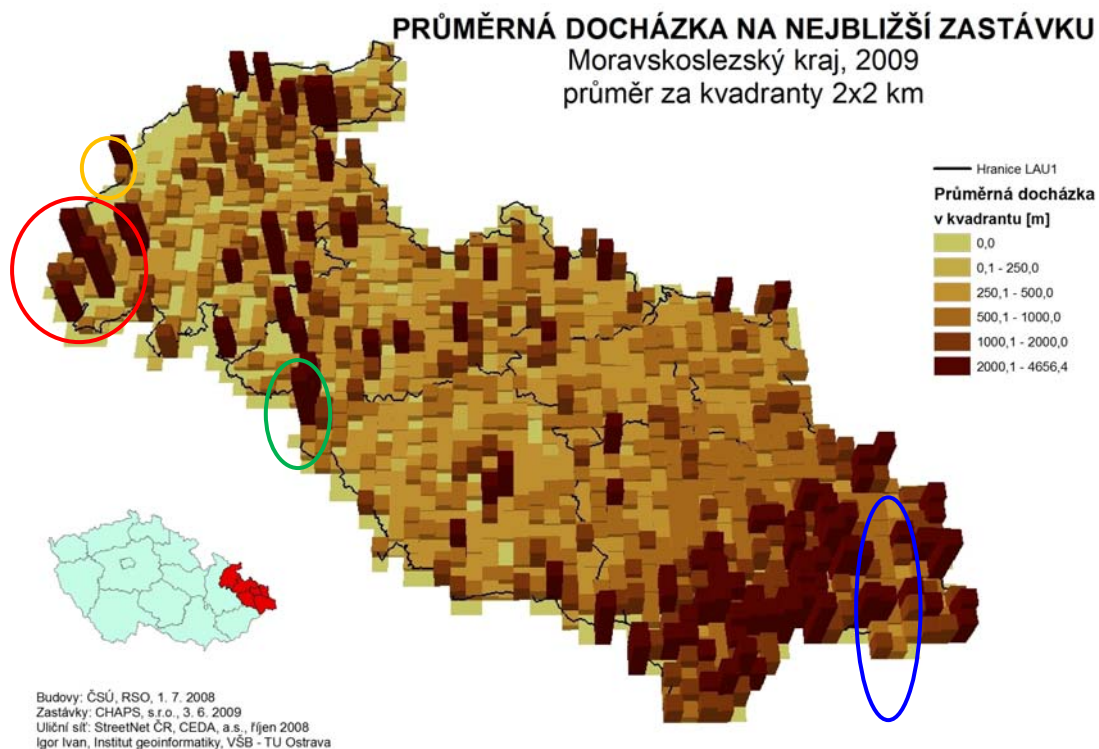 PRŮMĚRNÁ DOCHÁZKA NA NEJBLIŽŠÍ ZASTÁVKU
Moravskoslezský kraj, 2009
průměr za kvadranty 2x2 km
Hranice LAU1
Průměrná docházka
v kvadrantu [m]
0,0
0,1 - 250,0
250,1 - 500,0
500,1 - 1000,0
1000,1 - 2000,0
2000,1 - 4656,4
Budovy: ČSÚ, RSO, 1. 7. 2008
Zastávky: CHAPS, s.r.o., 3. 6. 2009
Uliční síť: StreetNet ČR, CEDA, a.s., říjen 2008
Igor Ivan, Institut geoinformatiky, VŠB - TU Ostrava